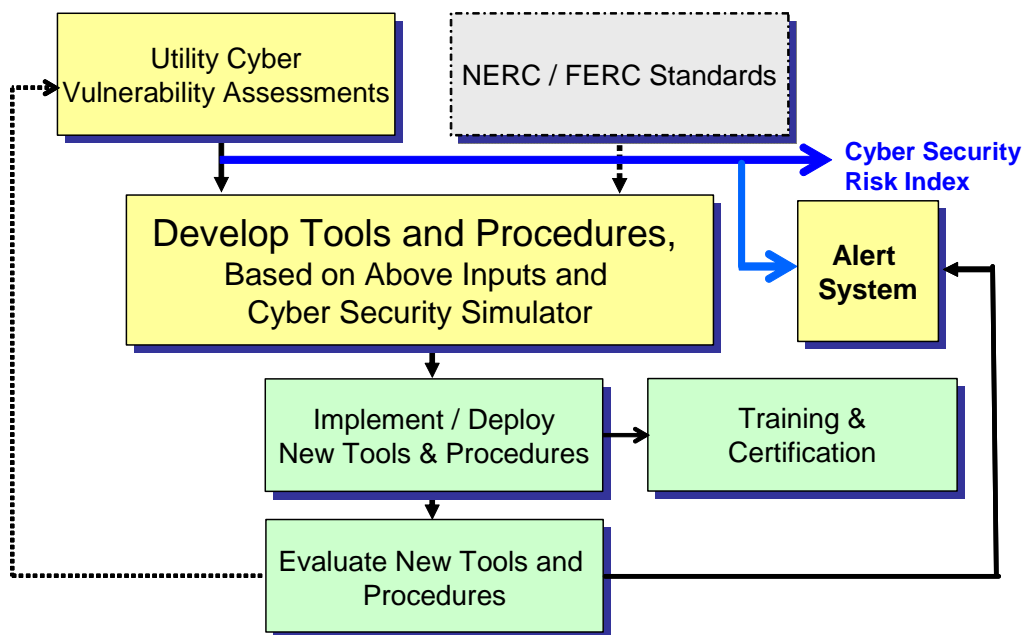 Utility Cyber
Vulnerability Assessments
NERC / FERC Standards
Cyber Security
Risk Index
Develop Tools and Procedures,
Based on Above Inputs and
Cyber Security Simulator
Alert
System
Implement / Deploy
New Tools & Procedures
Training &
Certification
Evaluate New Tools and
Procedures